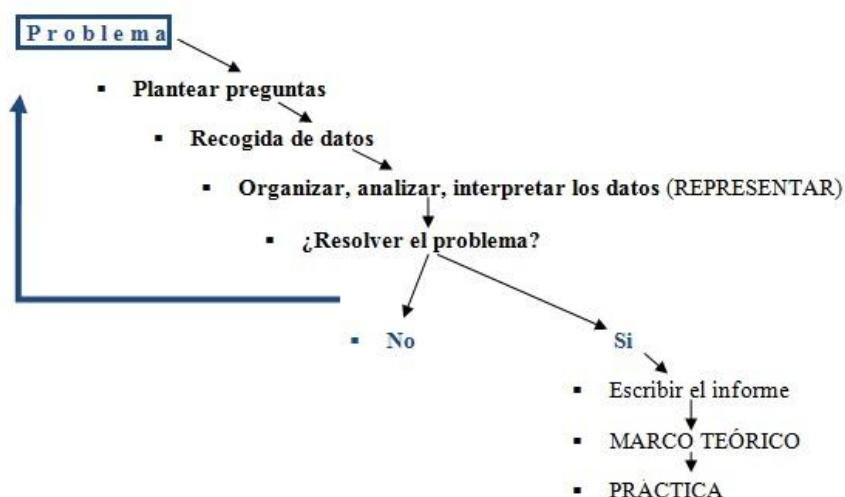 Problema
▪ Plantear preguntas
▪ Recogida de datos
▪ Organizar, analizar, interpretar los datos (REPRESENTAR)
▪ ¿Resolver el problema?
▪ No
Si
▪ Escribir el informe
▪ MARCO TEÓRICO
▪ PRÁCTICA